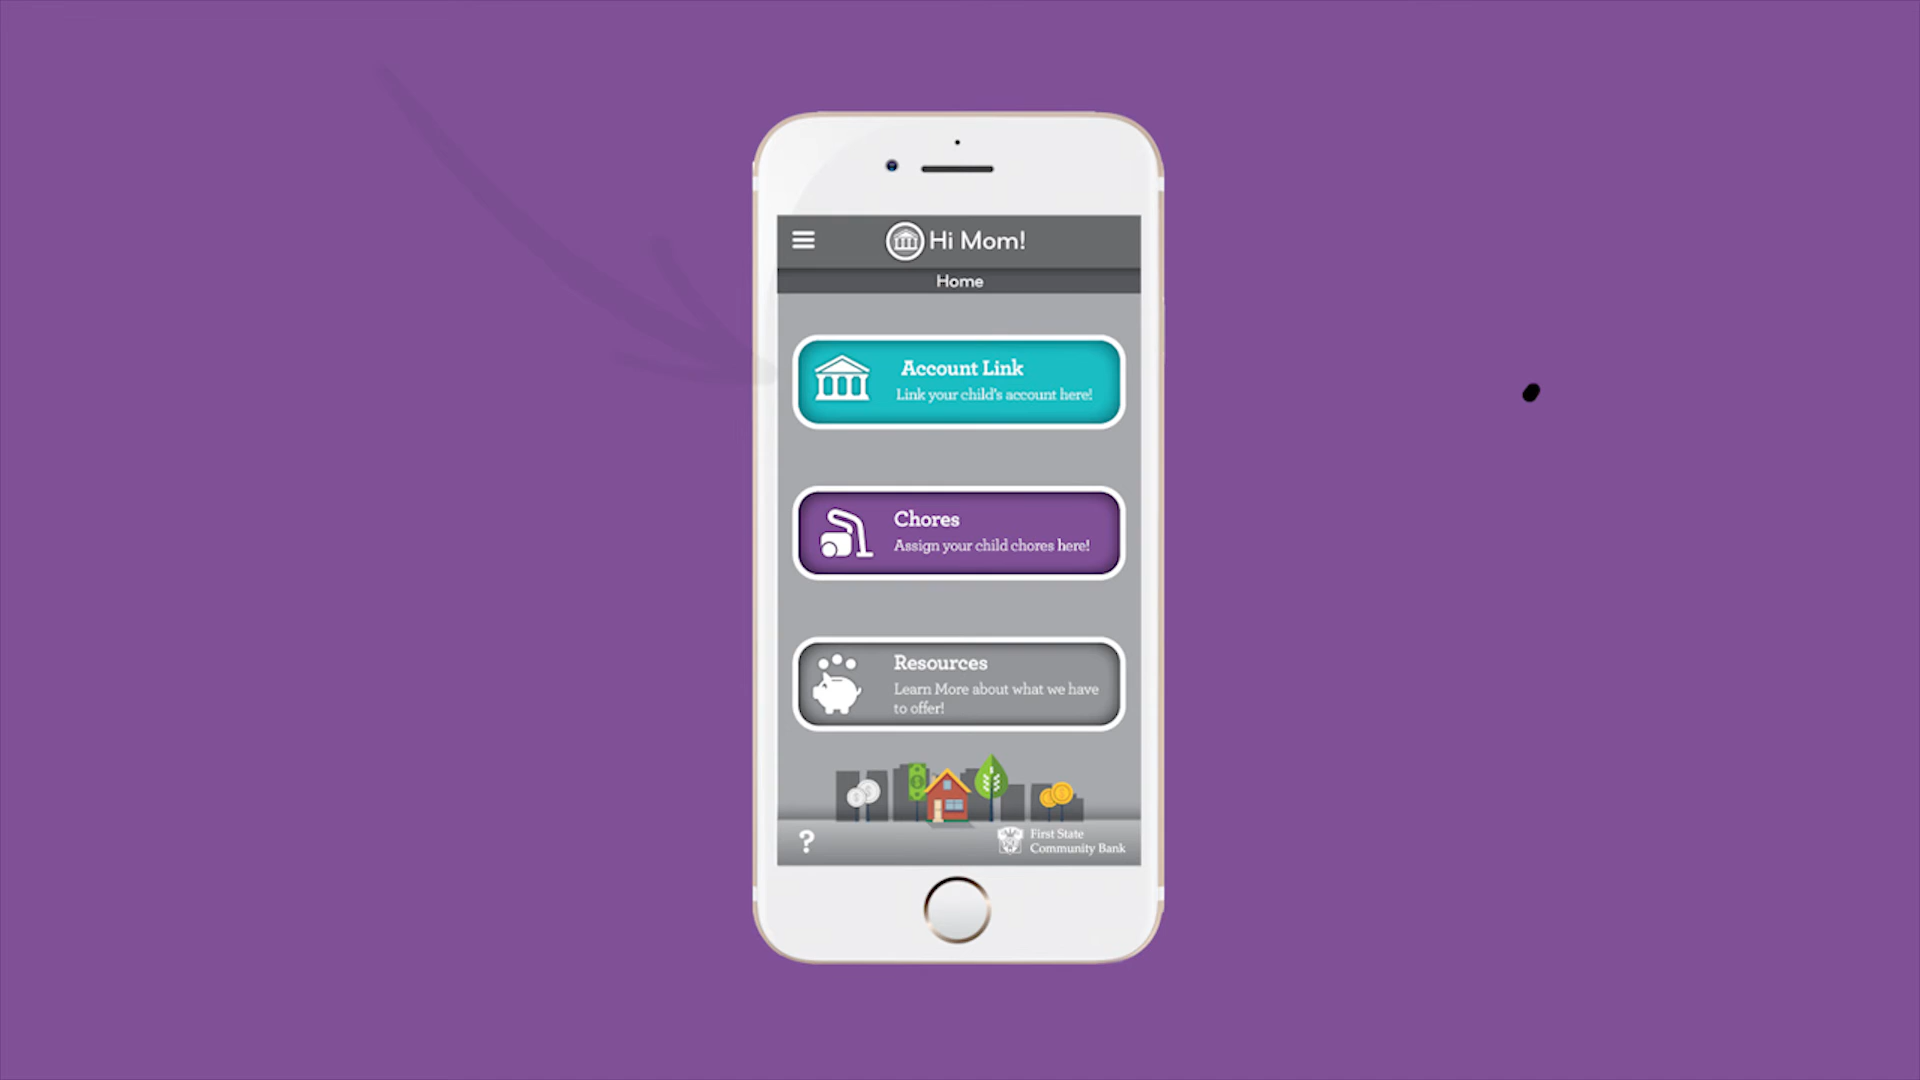 Hi Mom!
Home
Account Link
Link your child's account here!
Chores
Assign your child chores here!
Resources
Learn More about what we have
to offer!
?
First State
Community Bank